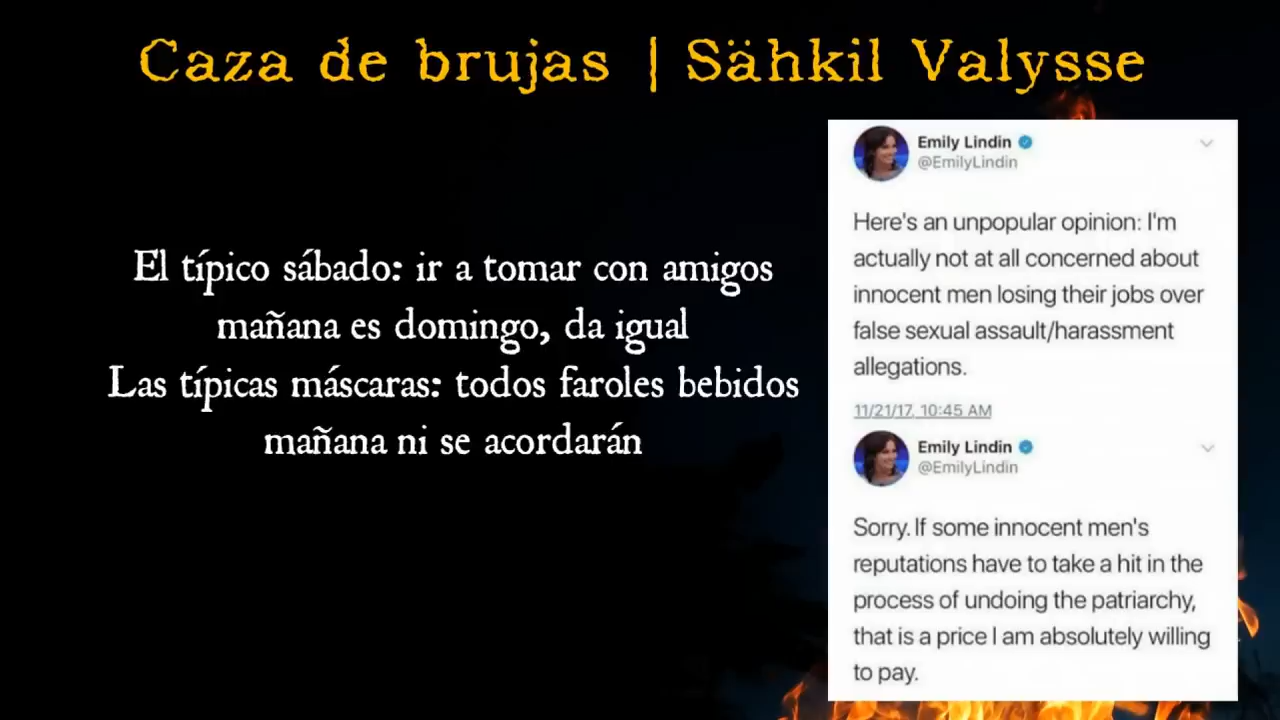 Caza de brujas | Sähkil Valysse
El típico sábado: ir a tomar con amigos
mañana es domingo, da igual
Las típicas máscaras: todos faroles bebidos
mañana ni se acordarán
Emily Lindin
@EmilyLindin
Here's an unpopular opinion: I'm
actually not at all concerned about
innocent men losing their jobs over
false sexual assault/harassment
allegations.
11/21/17, 10:45 AM
Emily Lindin
@EmilyLindin
Sorry. If some innocent men's
reputations have to take a hit in the
process of undoing the patriarchy,
that is a price I am absolutely willing
to pay.